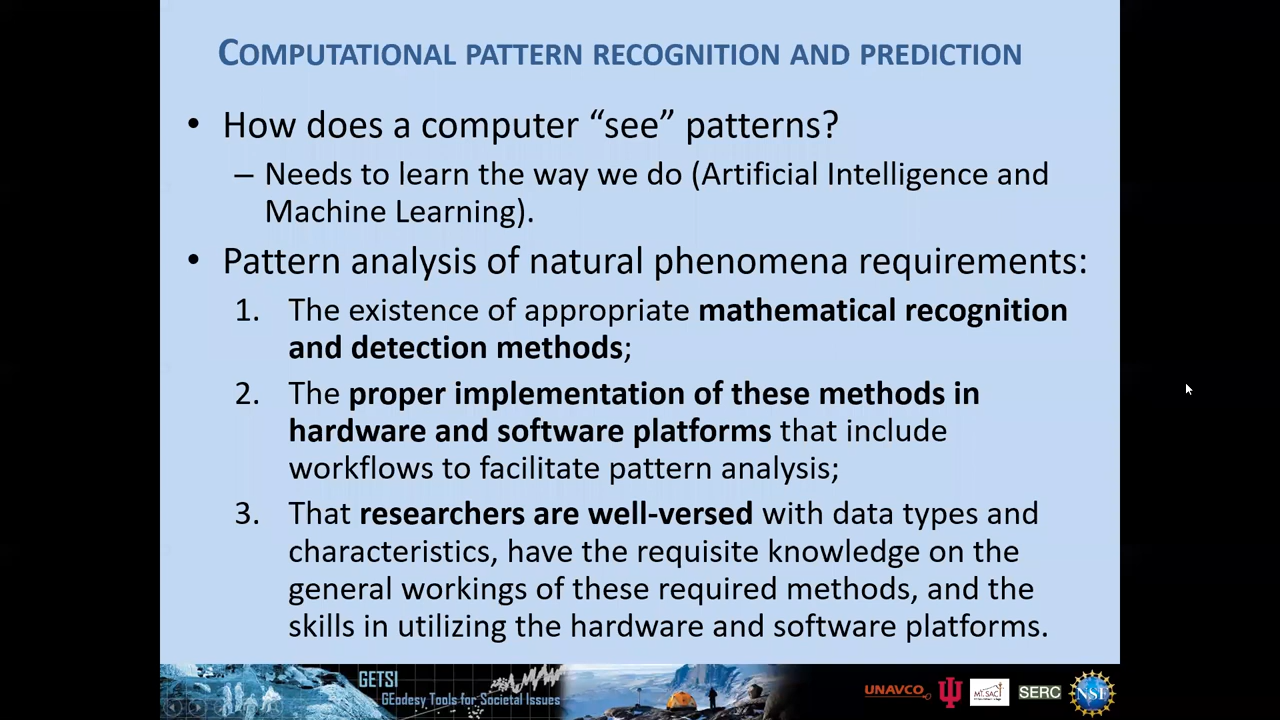 COMPUTATIONAL PATTERN RECOGNITION AND PREDICTION
• How does a computer “see” patterns?
– Needs to learn the way we do (Artificial Intelligence and
Machine Learning).
• Pattern analysis of natural phenomena requirements:
1. The existence of appropriate mathematical recognition
and detection methods;
2. The proper implementation of these methods in
hardware and software platforms that include
workflows to facilitate pattern analysis;
3. That researchers are well-versed with data types and
characteristics, have the requisite knowledge on the
general workings of these required methods, and the
skills in utilizing the hardware and software platforms.
GETSI
GEodesy Tools for Societal Issues
UNAVCO
MT. SAC
SERC
NSF